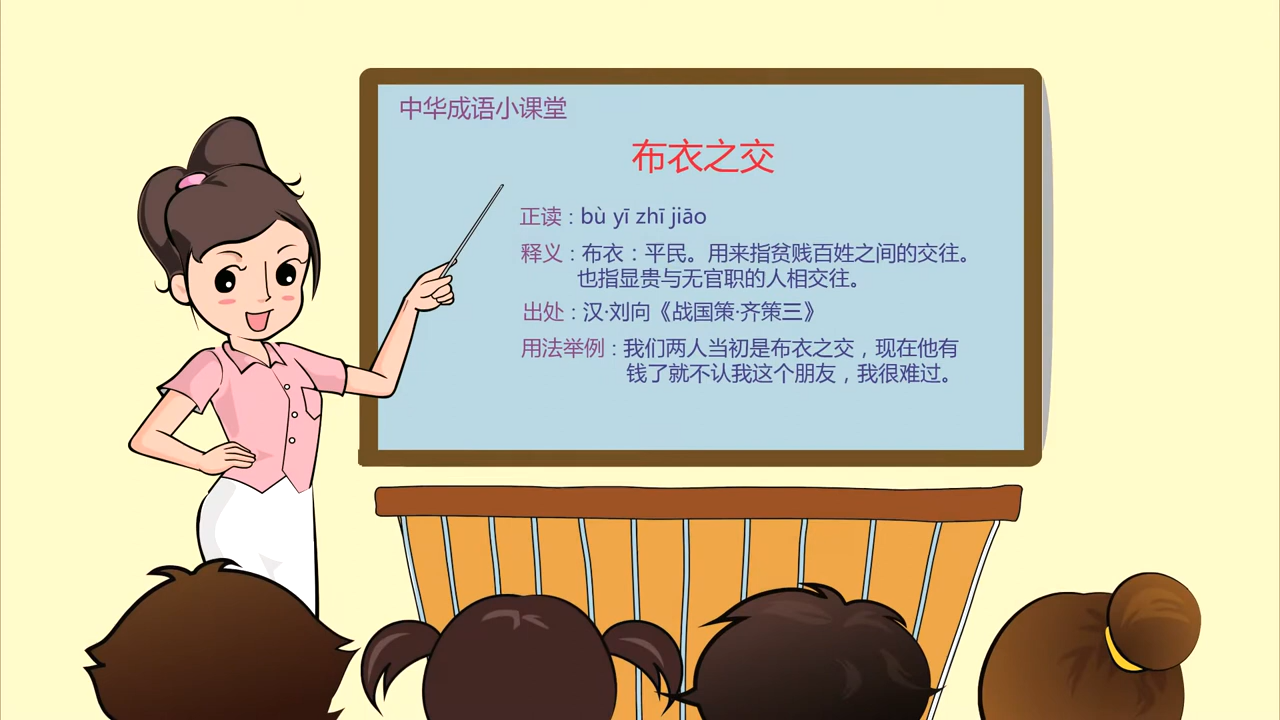 中华成语小课堂
布衣之交
正读：bù yī zhī jiāo
释义：布衣：平民。用来指贫贱百姓之间的交往。
也指显贵与无官职的人相交往。
出处：汉·刘向《战国策·齐策三》
用法举例：我们两人当初是布衣之交，现在他有
钱了就不认我这个朋友，我很难过。